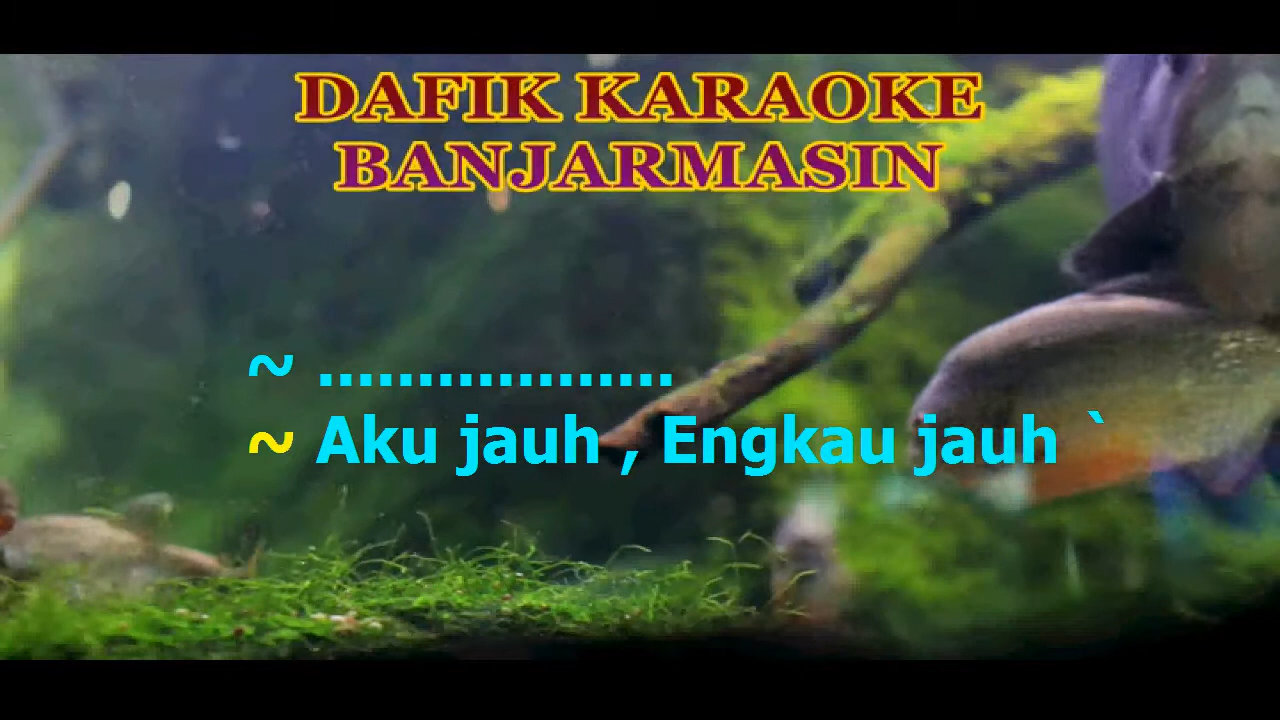 DAFIK KARAOKE
BANJARMASIN
~ ..................
~ Aku jauh , Engkau jauh `